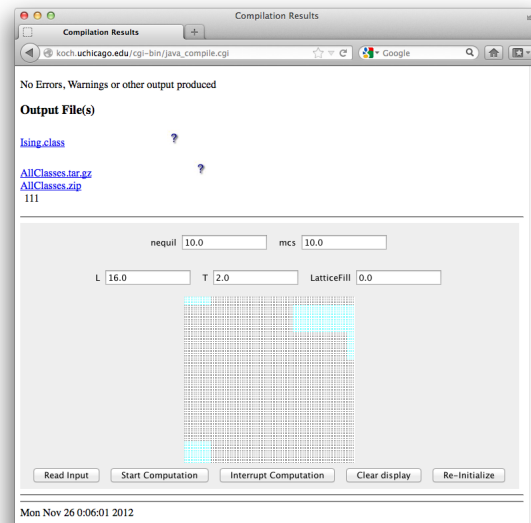 Compilation Results
Compilation Results
koch.uchicago.edu/cgi-bin/java_compile.cgi
Google
No Errors, Warnings or other output produced
Output File(s)
Ising.class ?
AllClasses.tar.gz ?
AllClasses.zip
111
nequil 10.0 mcs 10.0
L 16.0 T 2.0 LatticeFill 0.0
Read Input Start Computation Interrupt Computation Clear display Re-Initialize
Mon Nov 26 0:06:01 2012